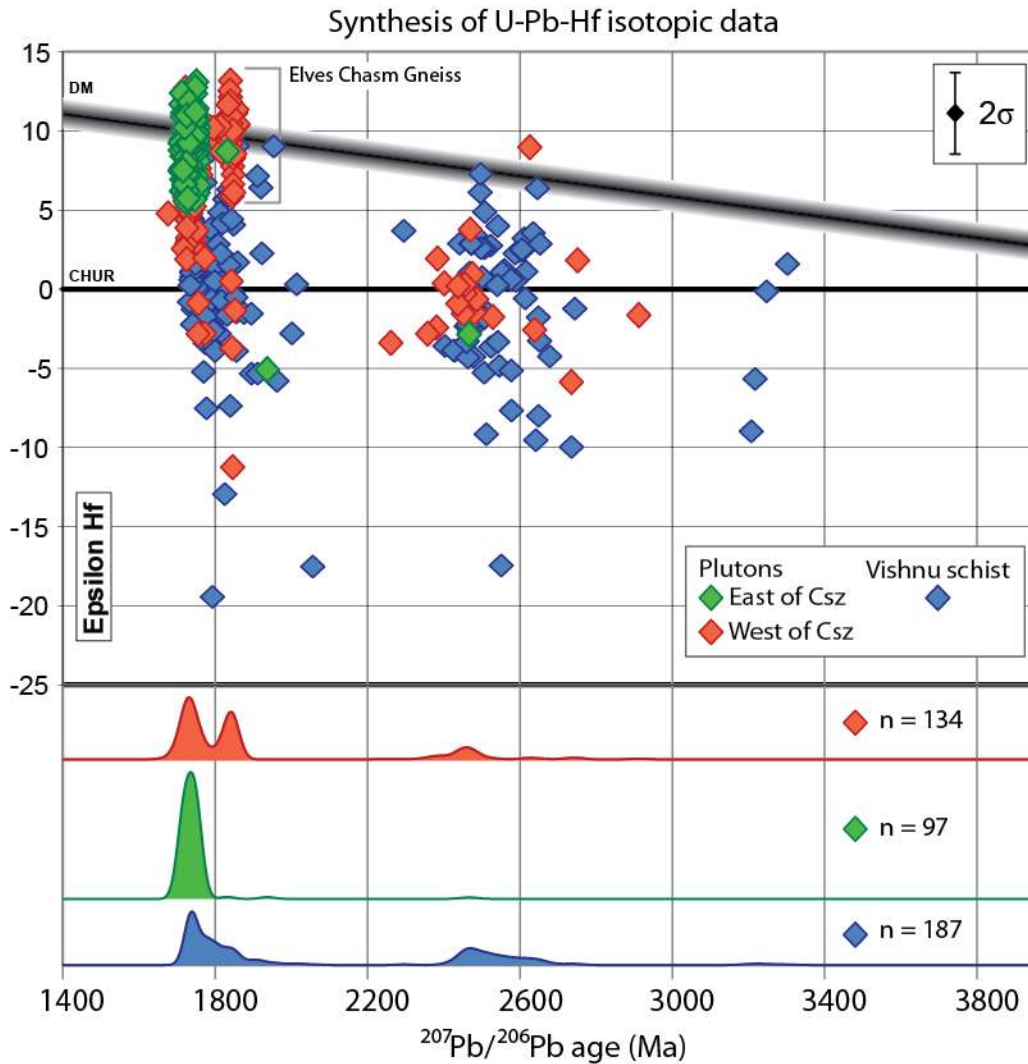 Synthesis of U-Pb-Hf isotopic data
15
DM
Elves Chasm Gneiss
2σ
10
5
CHUR
0
-5
-10
-15
Epsilon Hf
Plutons
Vishnu schist
East of Csz
West of Csz
-20
-25
n = 134
n = 97
n = 187
1400 1800 2200 2600 3000 3400 3800
²⁰⁷Pb/²⁰⁶Pb age (Ma)